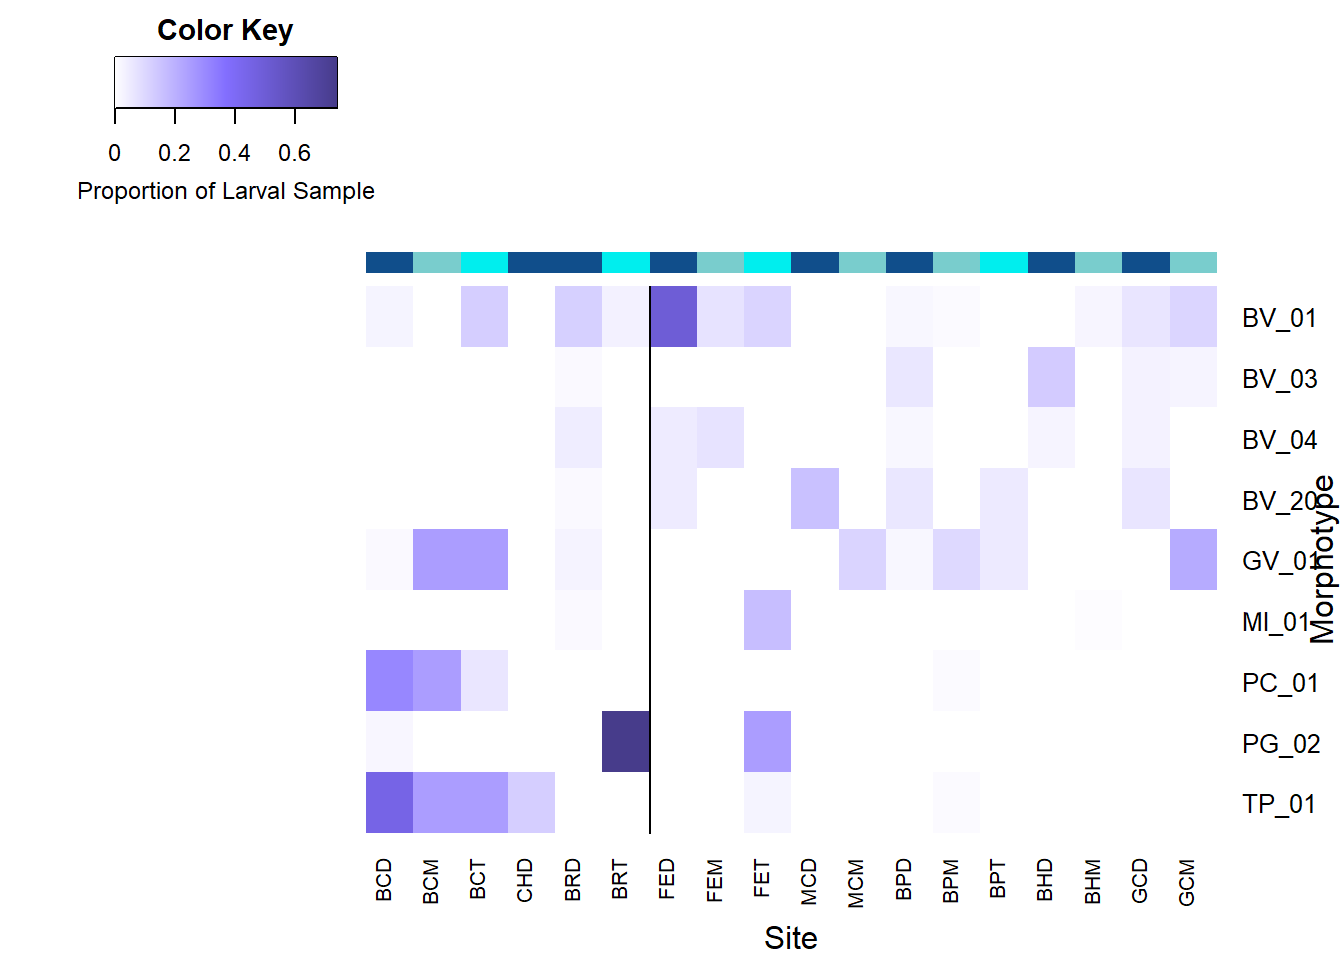 Color Key
0 0.2 0.4 0.6
Proportion of Larval Sample
BV_01
BV_03
BV_04
BV_20
GV_01
MI_01
PC_01
PG_02
TP_01
Morphotype
BCD BCM BCT CHD BRD BRT FED FEM FET MCD MCM BPD BPM BPT BHD BHM GCD GCM
Site